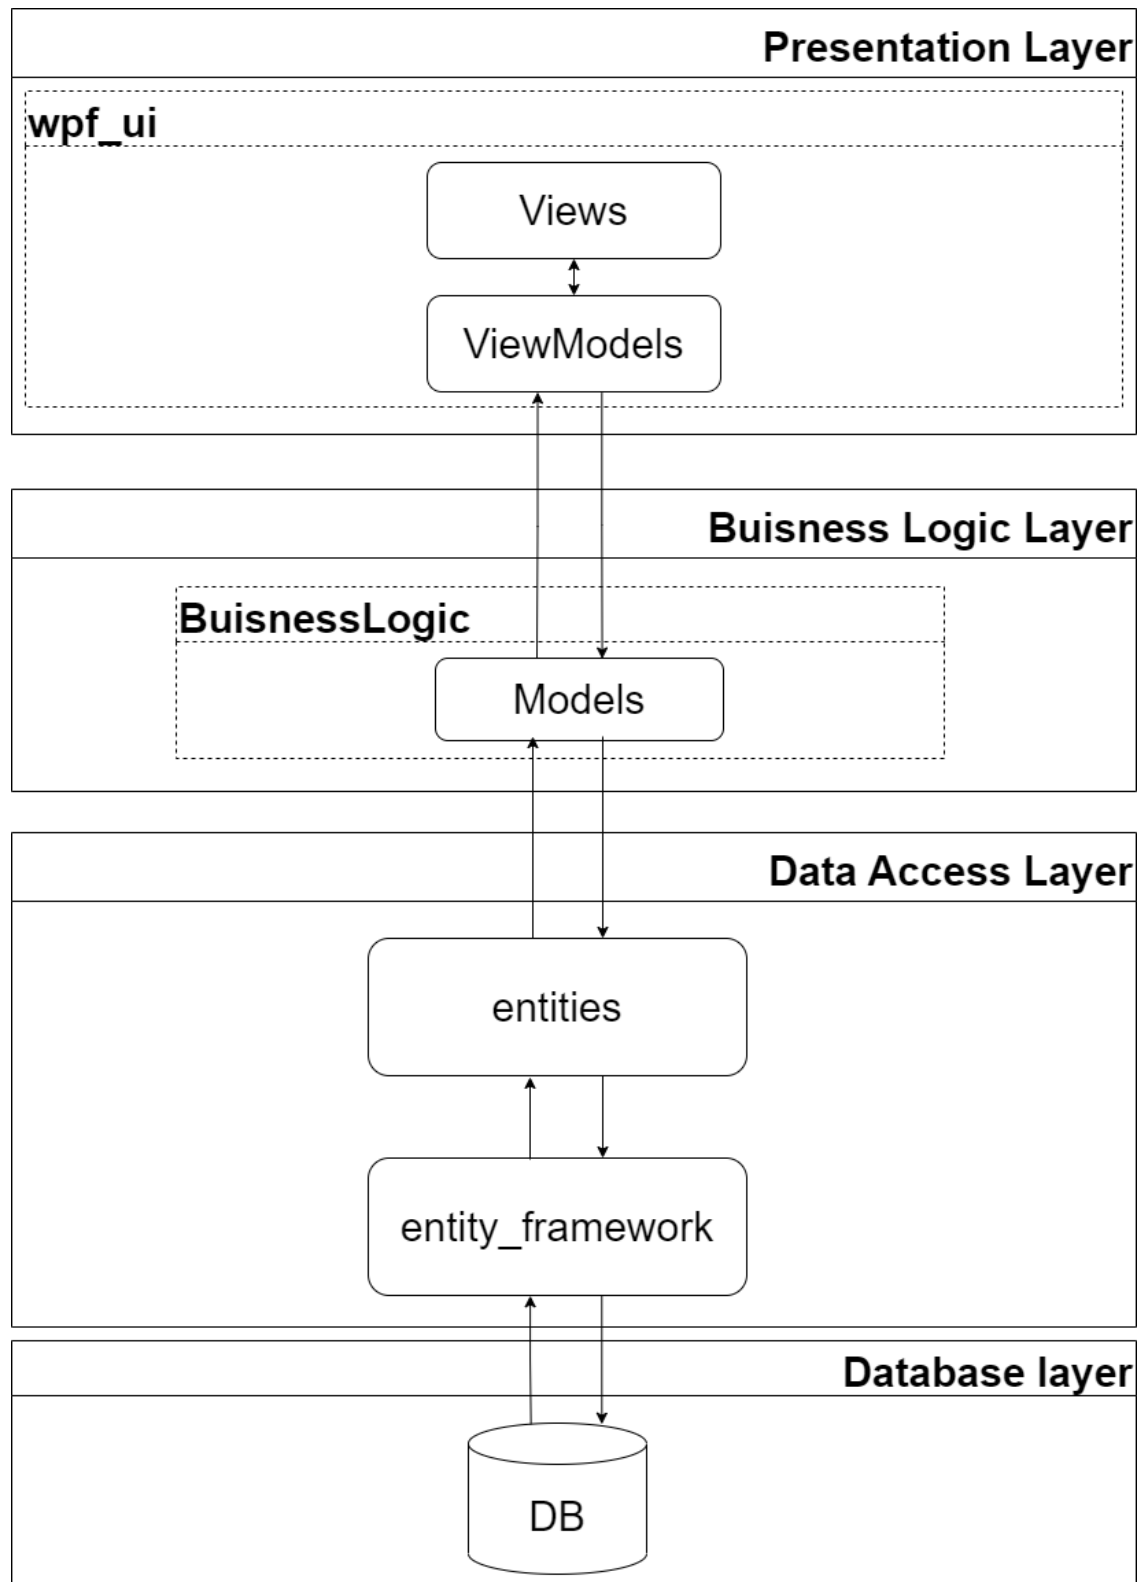 Presentation Layer
wpf_ui
Views
ViewModels
Buisness Logic Layer
BuisnessLogic
Models
Data Access Layer
entities
entity_framework
Database layer
DB